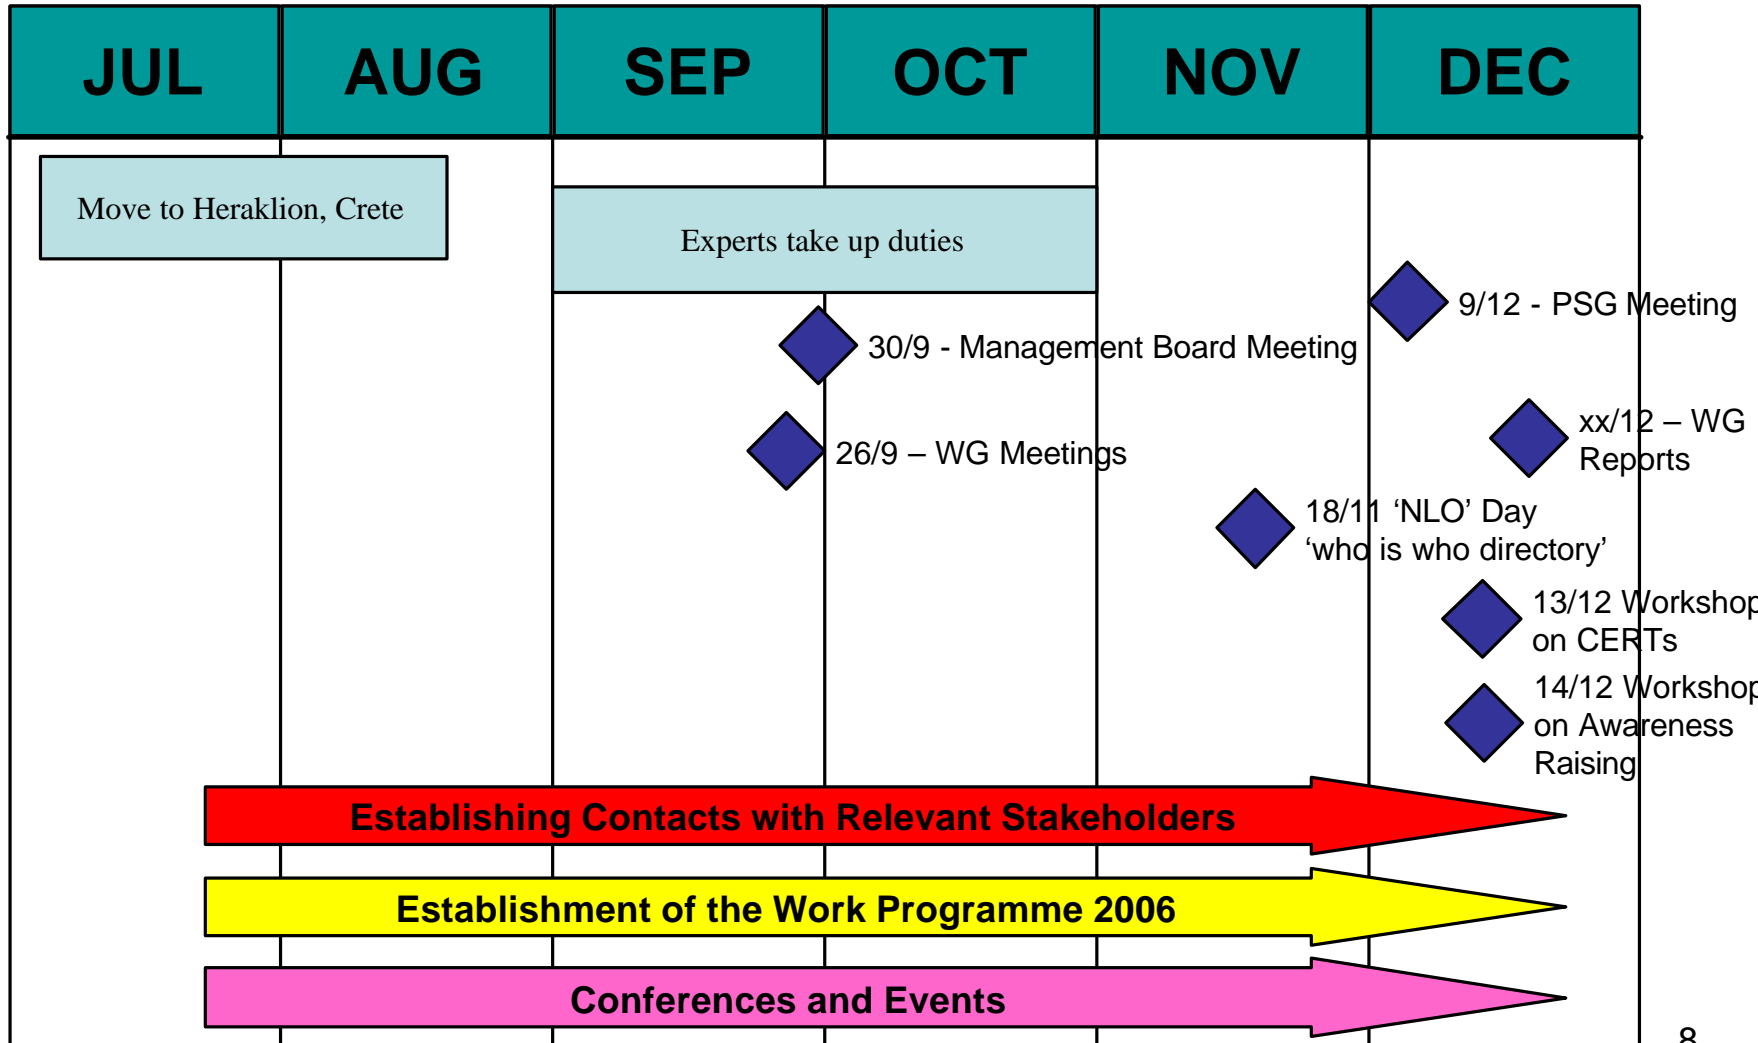 JUL AUG SEP OCT NOV DEC
Move to Heraklion, Crete
Experts take up duties
9/12 - PSG Meeting
30/9 - Management Board Meeting
xx/12 – WG
Reports
26/9 – WG Meetings
18/11 ‘NLO’ Day
‘who is who directory’
13/12 Workshop
on CERTs
14/12 Workshop
on Awareness
Raising
Establishing Contacts with Relevant Stakeholders
Establishment of the Work Programme 2006
Conferences and Events
8